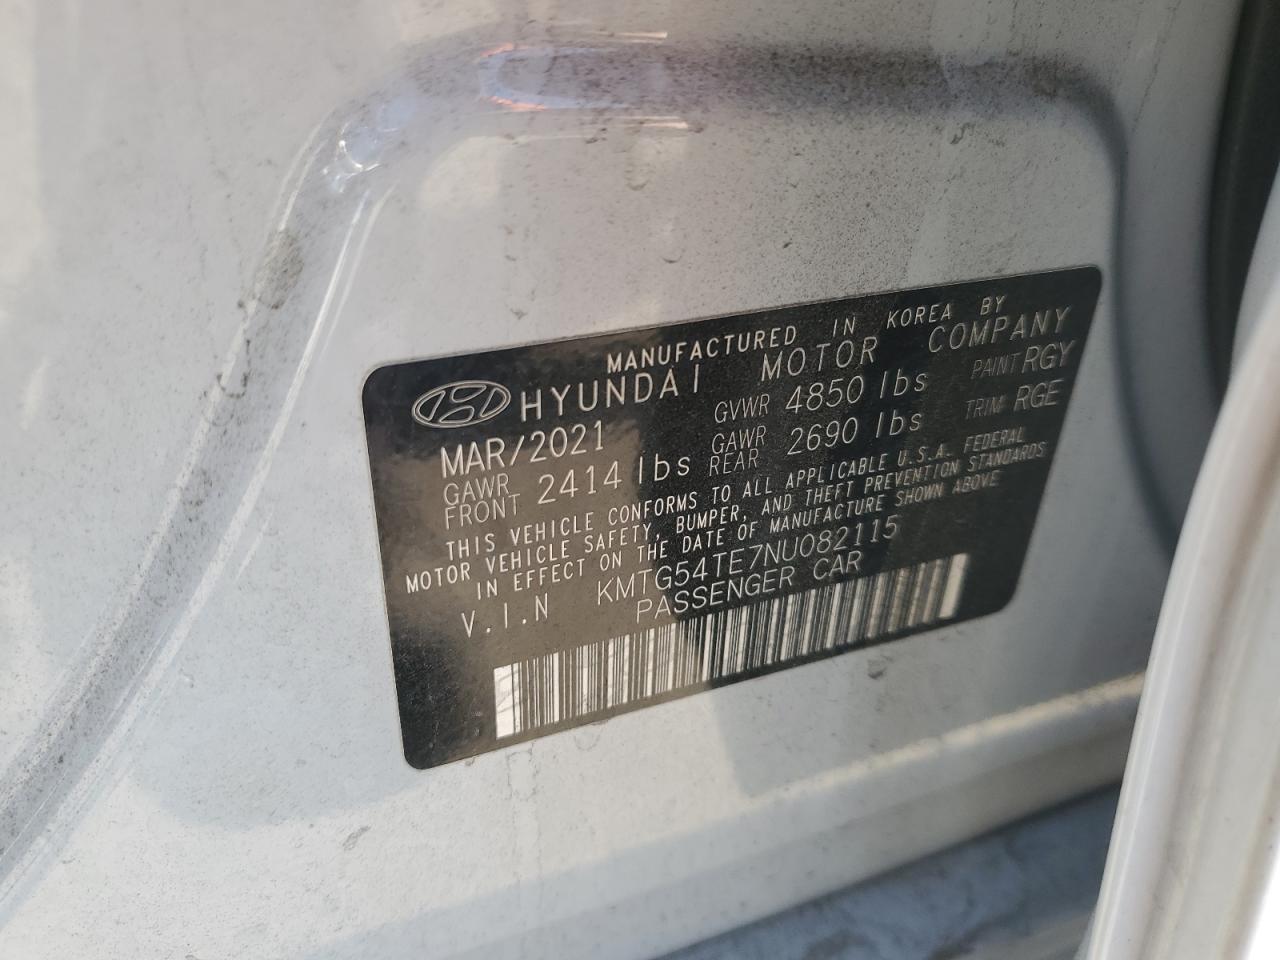 MANUFACTURED IN KOREA BY
HYUNDAI MOTOR COMPANY
MAR/2021 GVWR 4850 lbs PAINT RGY
GAWR FRONT 2414 lbs GAWR REAR 2690 lbs TRIM RGE
THIS VEHICLE CONFORMS TO ALL APPLICABLE U.S.A. FEDERAL
MOTOR VEHICLE SAFETY, BUMPER, AND THEFT PREVENTION STANDARDS
IN EFFECT ON THE DATE OF MANUFACTURE SHOWN ABOVE
V.I.N KMTG54TE7NU082115
PASSENGER CAR